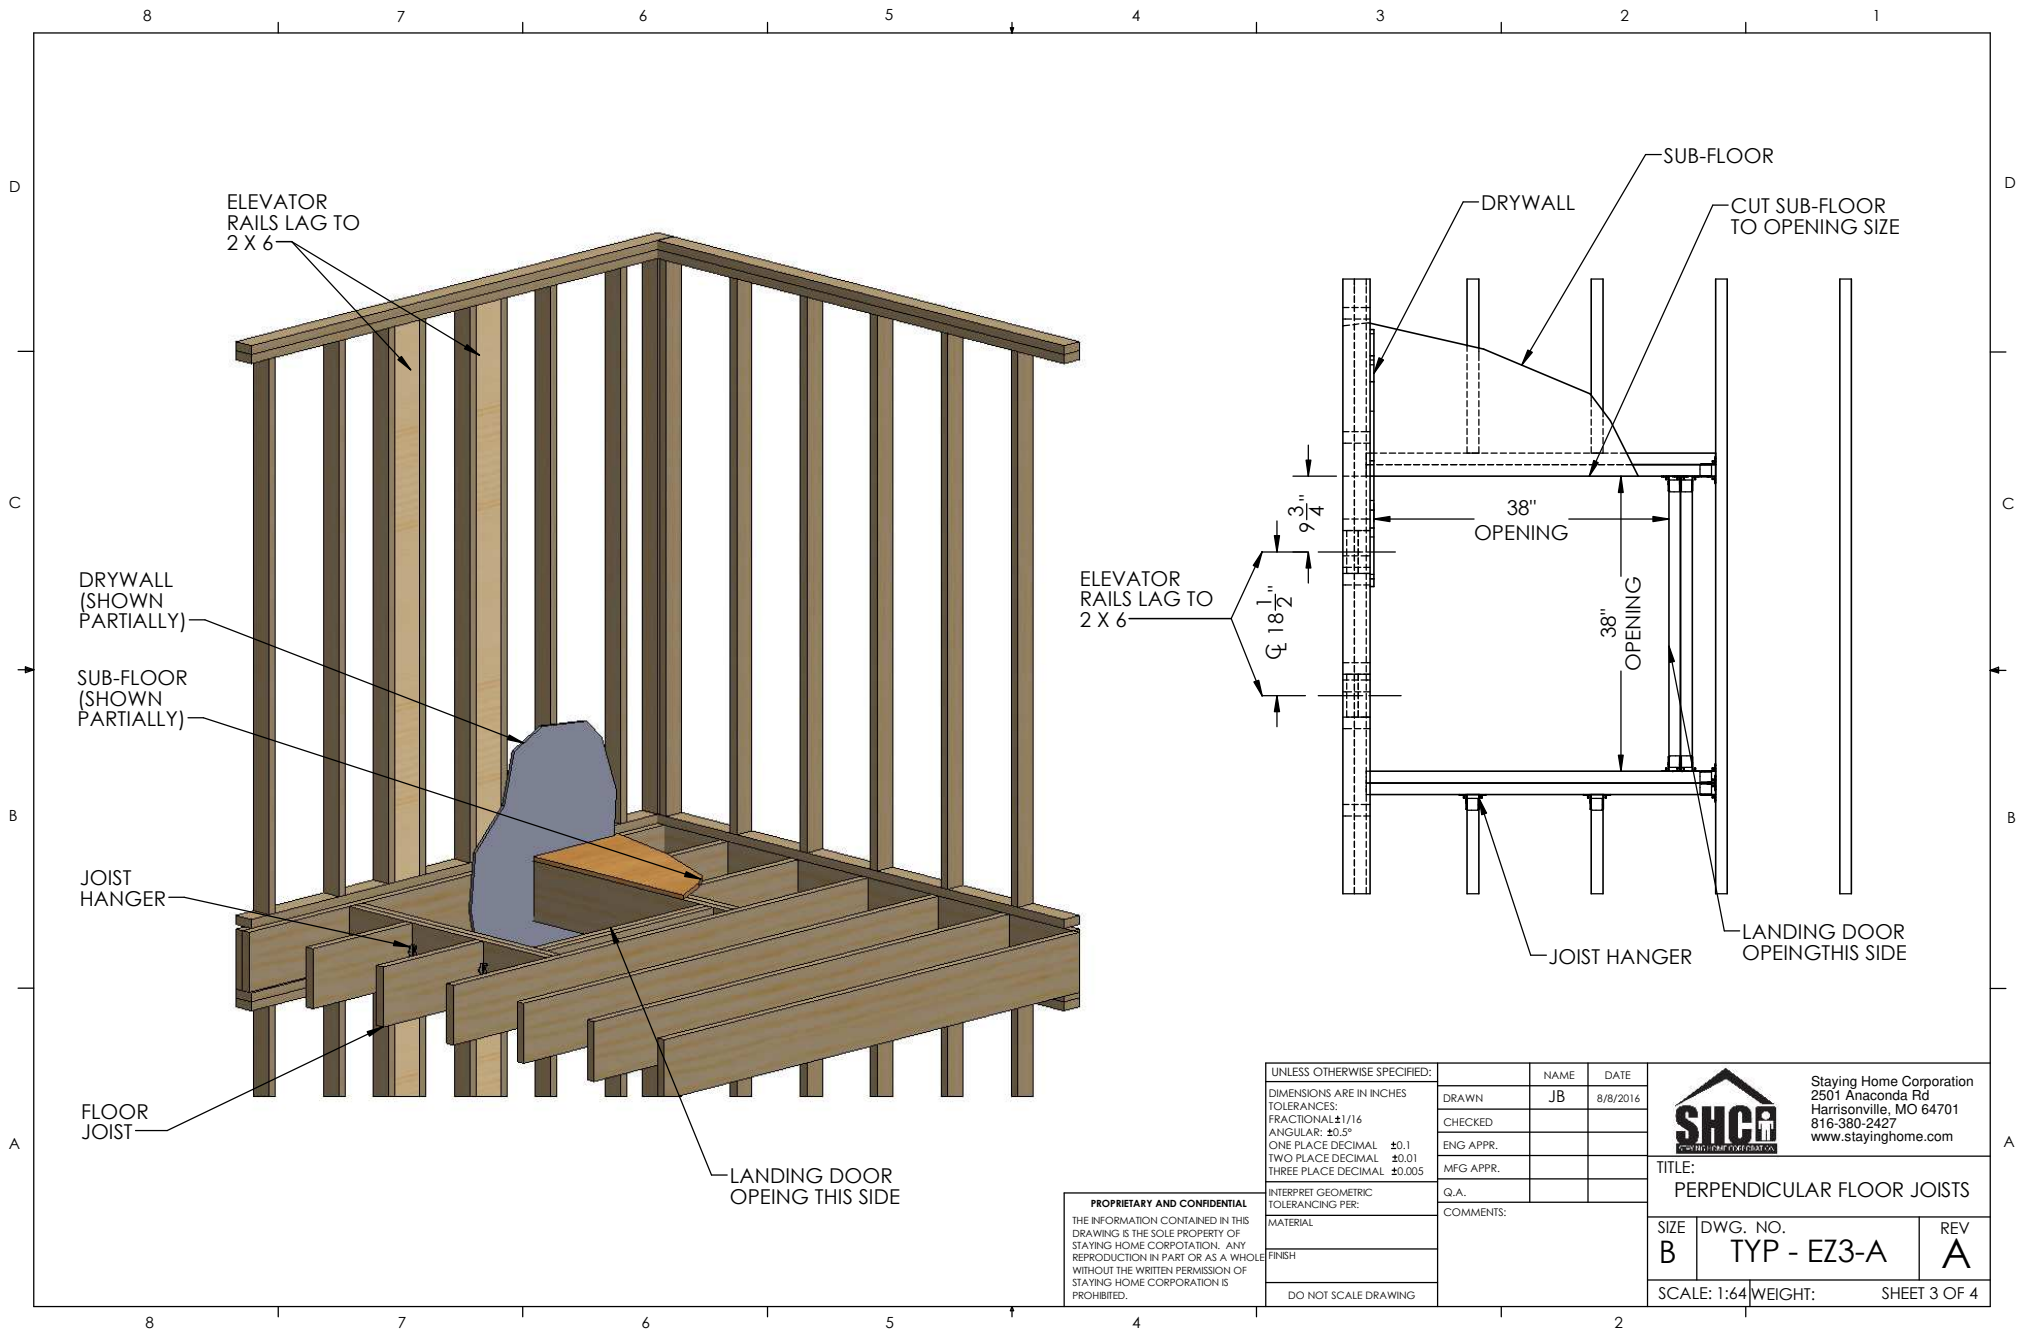 8 7 6 5 4 3 2 1
D
D
C
C
B
B
A
A
ELEVATOR
RAILS LAG TO
2 X 6
DRYWALL
(SHOWN
PARTIALLY)
SUB-FLOOR
(SHOWN
PARTIALLY)
JOIST
HANGER
FLOOR
JOIST
LANDING DOOR
OPEING THIS SIDE
SUB-FLOOR
DRYWALL
CUT SUB-FLOOR
TO OPENING SIZE
9 3/4"
38"
OPENING
38"
OPENING
ELEVATOR
RAILS LAG TO
2 X 6
℄ 18 1/2"
LANDING DOOR
OPEINGTHIS SIDE
JOIST HANGER
PROPRIETARY AND CONFIDENTIAL
THE INFORMATION CONTAINED IN THIS
DRAWING IS THE SOLE PROPERTY OF
STAYING HOME CORPOTATION. ANY
REPRODUCTION IN PART OR AS A WHOLE
WITHOUT THE WRITTEN PERMISSION OF
STAYING HOME CORPORATION IS
PROHIBITED.
UNLESS OTHERWISE SPECIFIED:
DIMENSIONS ARE IN INCHES
TOLERANCES:
FRACTIONAL±1/16
ANGULAR: ±0.5°
ONE PLACE DECIMAL ±0.1
TWO PLACE DECIMAL ±0.01
THREE PLACE DECIMAL ±0.005
INTERPRET GEOMETRIC
TOLERANCING PER:
MATERIAL
FINISH
DO NOT SCALE DRAWING
NAME DATE
DRAWN JB 8/8/2016
CHECKED
ENG APPR.
MFG APPR.
Q.A.
COMMENTS:
SHC
STAYING HOME CORPORATION
Staying Home Corporation
2501 Anaconda Rd
Harrisonville, MO 64701
816-380-2427
www.stayinghome.com
TITLE:
PERPENDICULAR FLOOR JOISTS
SIZE DWG. NO. REV
B TYP - EZ3-A A
SCALE: 1:64 WEIGHT: SHEET 3 OF 4
8 7 6 5 4 2